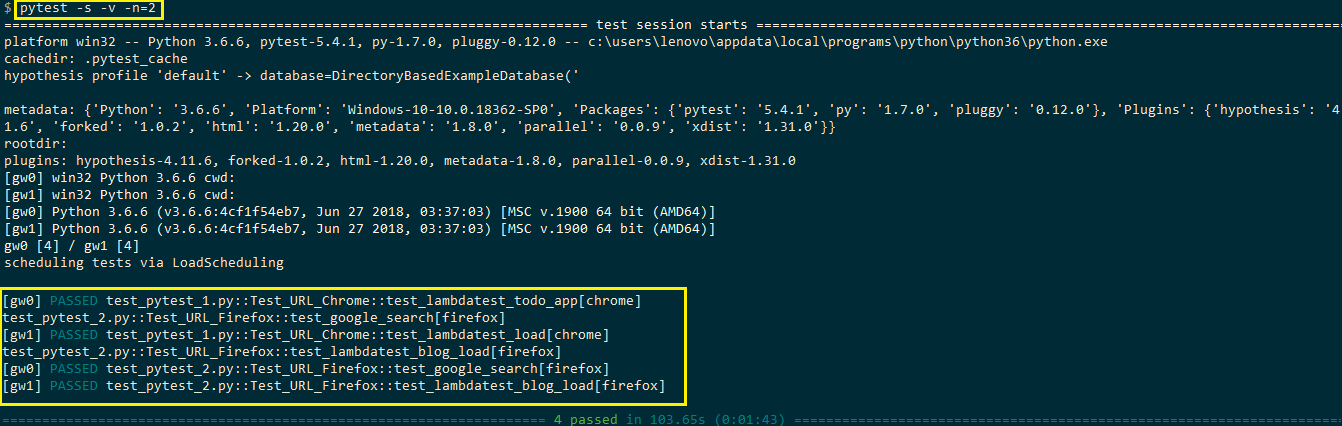 $ pytest -s -v -n=2
============================================================================ test session starts ============================================================================
platform win32 -- Python 3.6.6, pytest-5.4.1, py-1.7.0, pluggy-0.12.0 -- c:\users\lenovo\appdata\local\programs\python\python36\python.exe
cachedir: .pytest_cache
hypothesis profile 'default' -> database=DirectoryBasedExampleDatabase('
metadata: {'Python': '3.6.6', 'Platform': 'Windows-10-10.0.18362-SP0', 'Packages': {'pytest': '5.4.1', 'py': '1.7.0', 'pluggy': '0.12.0'}, 'Plugins': {'hypothesis': '4
1.6', 'forked': '1.0.2', 'html': '1.20.0', 'metadata': '1.8.0', 'parallel': '0.0.9', 'xdist': '1.31.0'}}
rootdir:
plugins: hypothesis-4.11.6, forked-1.0.2, html-1.20.0, metadata-1.8.0, parallel-0.0.9, xdist-1.31.0
[gw0] win32 Python 3.6.6 cwd:
[gw1] win32 Python 3.6.6 cwd:
[gw0] Python 3.6.6 (v3.6.6:4cf1f54eb7, Jun 27 2018, 03:37:03) [MSC v.1900 64 bit (AMD64)]
[gw1] Python 3.6.6 (v3.6.6:4cf1f54eb7, Jun 27 2018, 03:37:03) [MSC v.1900 64 bit (AMD64)]
gw0 [4] / gw1 [4]
scheduling tests via LoadScheduling
[gw0] PASSED test_pytest_1.py::Test_URL_Chrome::test_lambdatest_todo_app[chrome]
test_pytest_2.py::Test_URL_Firefox::test_google_search[firefox]
[gw1] PASSED test_pytest_1.py::Test_URL_Chrome::test_lambdatest_load[chrome]
test_pytest_2.py::Test_URL_Firefox::test_lambdatest_blog_load[firefox]
[gw0] PASSED test_pytest_2.py::Test_URL_Firefox::test_google_search[firefox]
[gw1] PASSED test_pytest_2.py::Test_URL_Firefox::test_lambdatest_blog_load[firefox]
==================================================================== 4 passed in 103.65s (0:01:43) =====================================================================